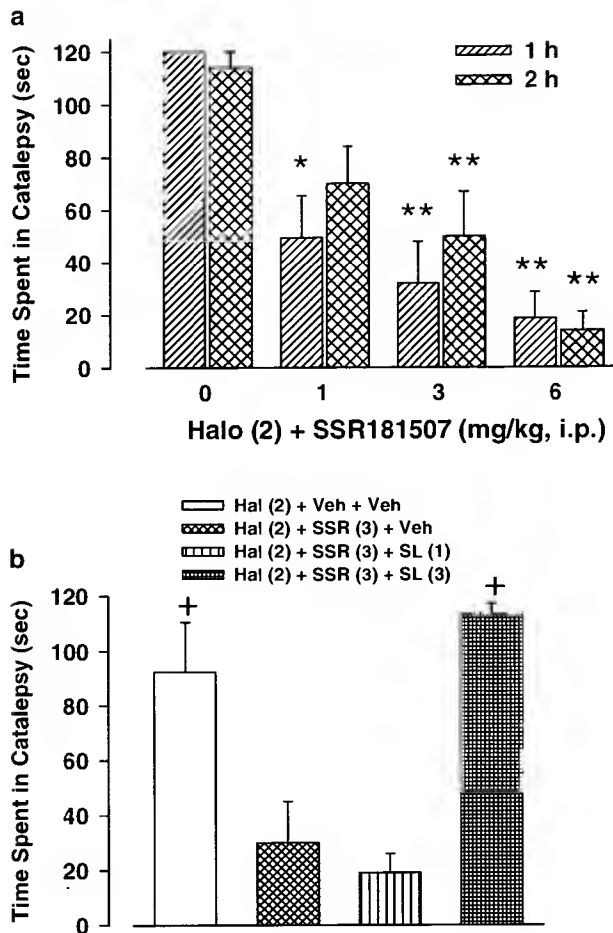 a
Time Spent in Catalepsy (sec)
120
100
80
60
40
20
0
1 h
2 h
*
**
**
**
**
0 1 3 6
Halo (2) + SSR181507 (mg/kg, i.p.)
b
Hal (2) + Veh + Veh
Hal (2) + SSR (3) + Veh
Hal (2) + SSR (3) + SL (1)
Hal (2) + SSR (3) + SL (3)
Time Spent in Catalepsy (sec)
120
100
80
60
40
20
0
+
+